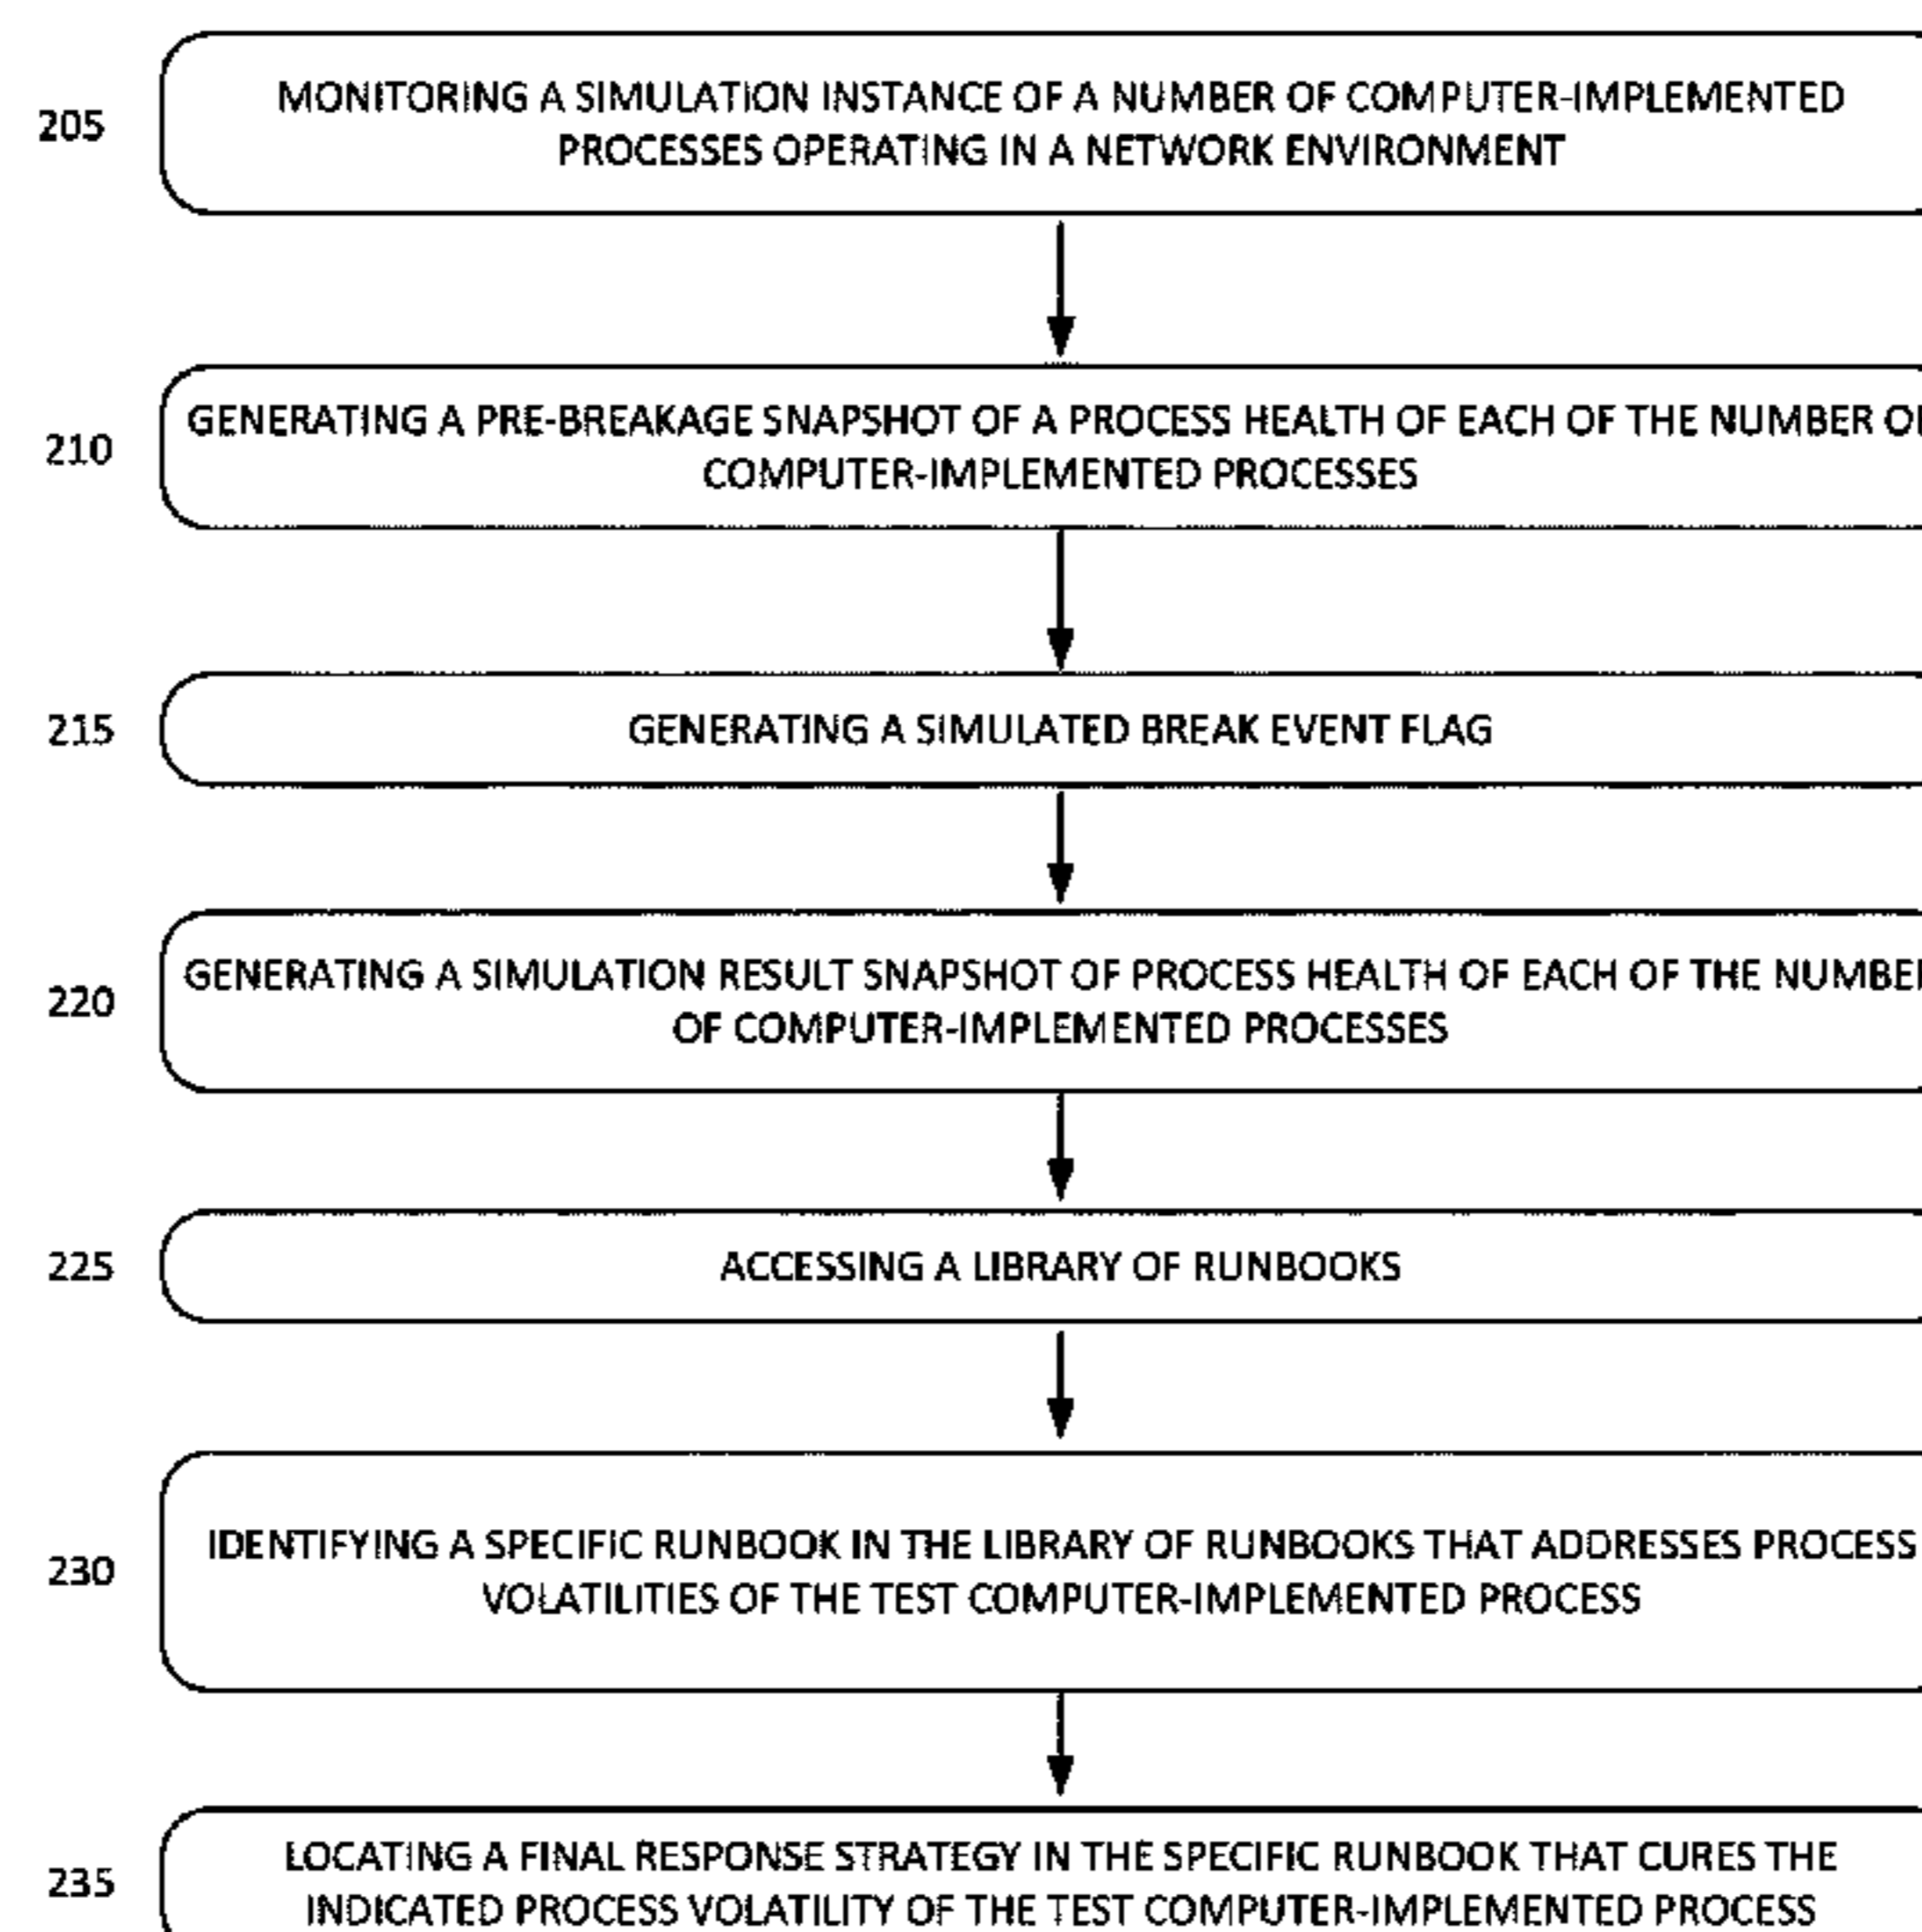 205
MONITORING A SIMULATION INSTANCE OF A NUMBER OF COMPUTER-IMPLEMENTED
PROCESSES OPERATING IN A NETWORK ENVIRONMENT
210
GENERATING A PRE-BREAKAGE SNAPSHOT OF A PROCESS HEALTH OF EACH OF THE NUMBER OF
COMPUTER-IMPLEMENTED PROCESSES
215
GENERATING A SIMULATED BREAK EVENT FLAG
220
GENERATING A SIMULATION RESULT SNAPSHOT OF PROCESS HEALTH OF EACH OF THE NUMBER
OF COMPUTER-IMPLEMENTED PROCESSES
225
ACCESSING A LIBRARY OF RUNBOOKS
230
IDENTIFYING A SPECIFIC RUNBOOK IN THE LIBRARY OF RUNBOOKS THAT ADDRESSES PROCESS
VOLATILITIES OF THE TEST COMPUTER-IMPLEMENTED PROCESS
235
LOCATING A FINAL RESPONSE STRATEGY IN THE SPECIFIC RUNBOOK THAT CURES THE
INDICATED PROCESS VOLATILITY OF THE TEST COMPUTER-IMPLEMENTED PROCESS